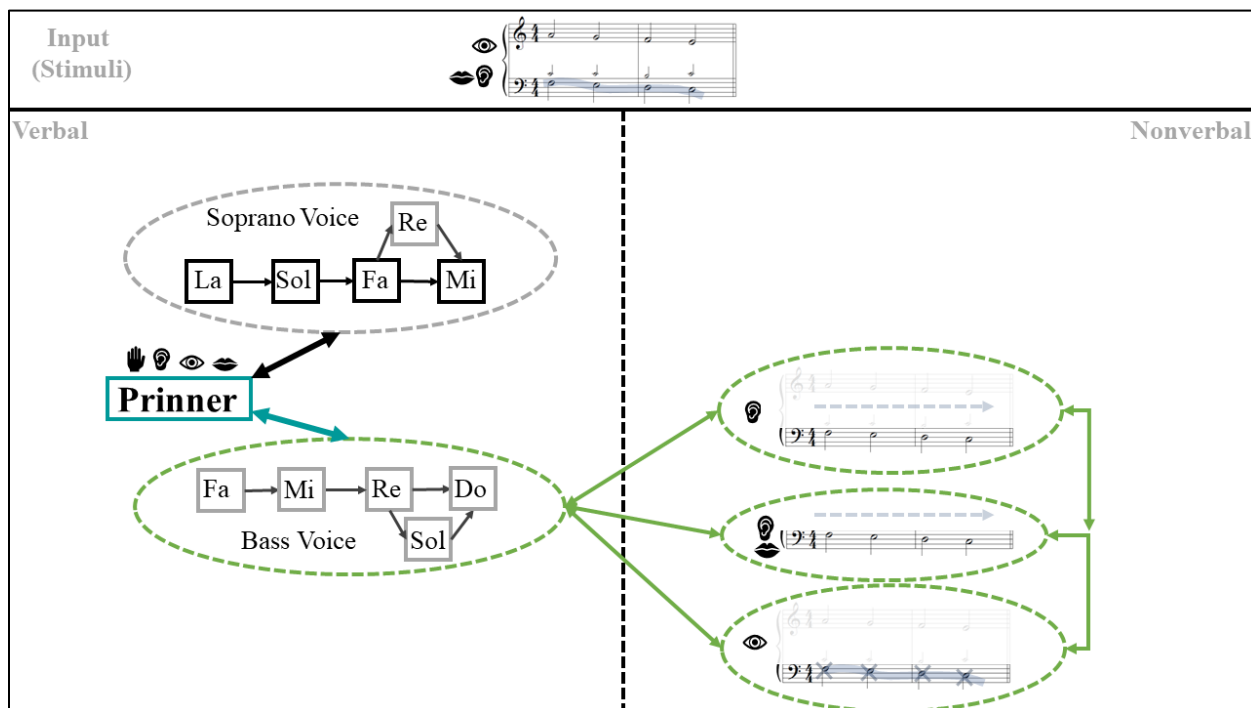 Input
(Stimuli)
Verbal
Nonverbal
Soprano Voice
Re
La
Sol
Fa
Mi
Prinner
Fa
Mi
Re
Do
Sol
Bass Voice